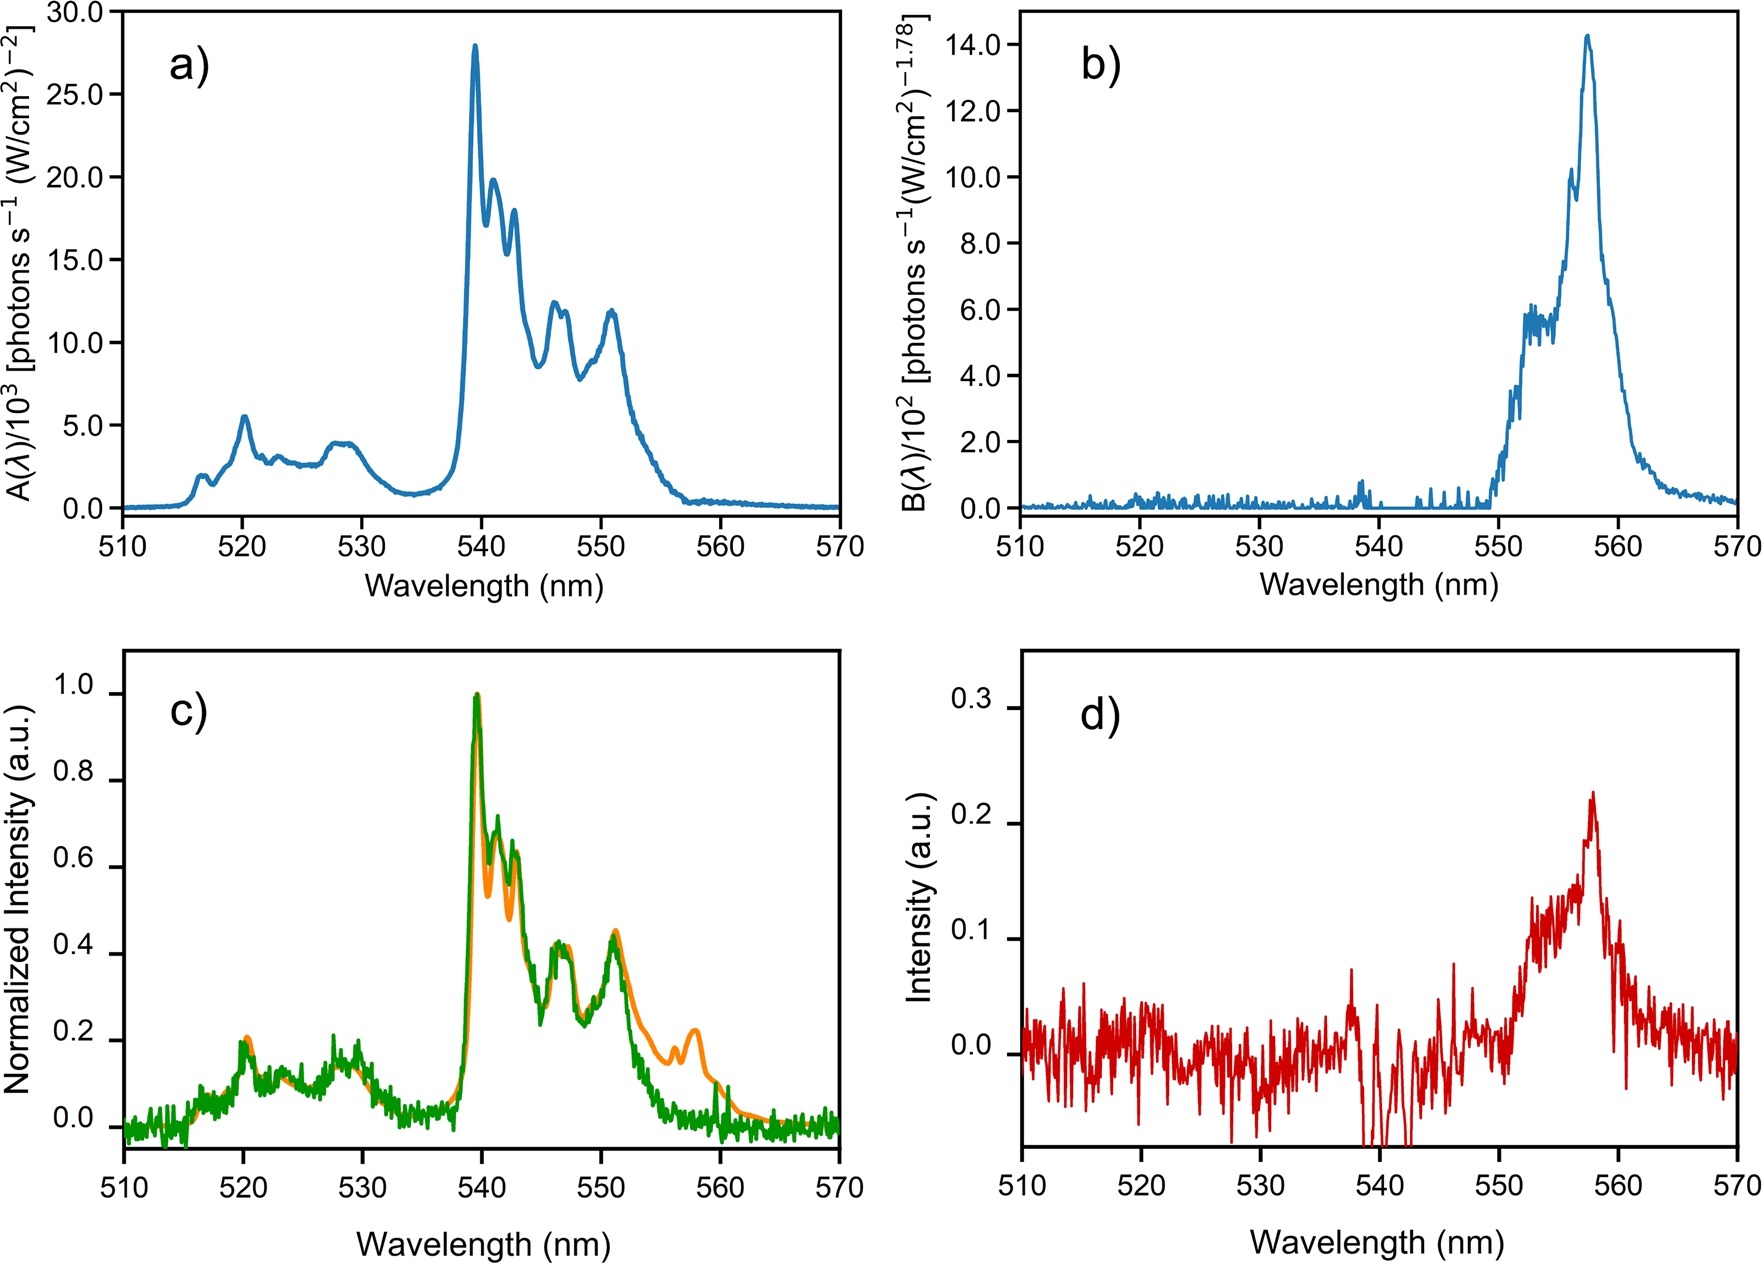 a)
30.0
25.0
20.0
15.0
10.0
5.0
0.0
A(λ)/10³ [photons s⁻¹ (W/cm²)⁻²]
510 520 530 540 550 560 570
Wavelength (nm)
b)
14.0
12.0
10.0
8.0
6.0
4.0
2.0
0.0
B(λ)/10² [photons s⁻¹(W/cm²)⁻¹·⁷⁸]
510 520 530 540 550 560 570
Wavelength (nm)
c)
1.0
0.8
0.6
0.4
0.2
0.0
Normalized Intensity (a.u.)
510 520 530 540 550 560 570
Wavelength (nm)
d)
0.3
0.2
0.1
0.0
Intensity (a.u.)
510 520 530 540 550 560 570
Wavelength (nm)